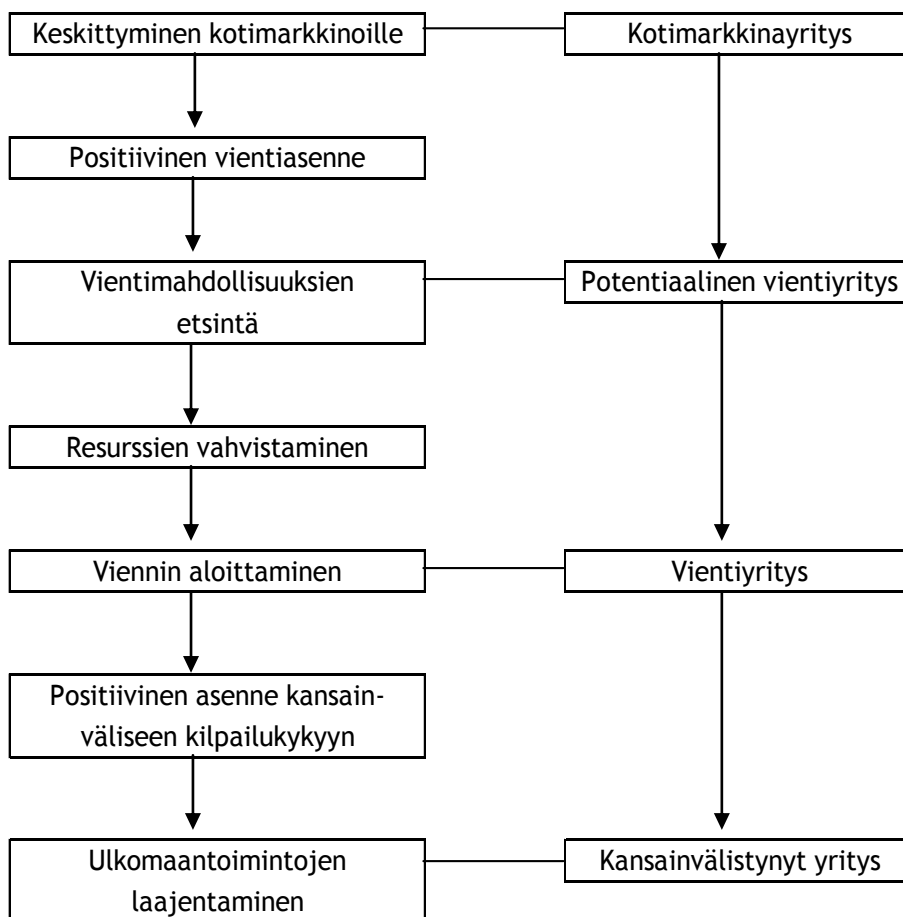 Keskittyminen kotimarkkinoille
Kotimarkkinayritys
Positiivinen vientiasenne
Vientimahdollisuuksien
etsintä
Potentiaalinen vientiyritys
Resurssien vahvistaminen
Viennin aloittaminen
Vientiyritys
Positiivinen asenne kansain-
väliseen kilpailukykyyn
Ulkomaantoimintojen
laajentaminen
Kansainvälistynyt yritys